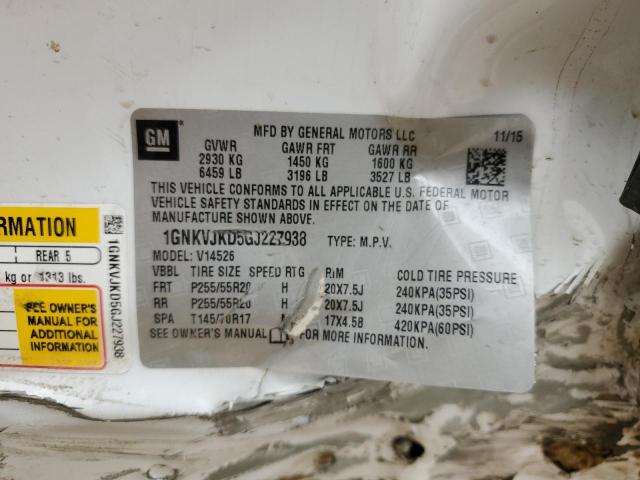 GM
MFD BY GENERAL MOTORS LLC 11/15
GVWR GAWR FRT GAWR RR
2930 KG 1450 KG 1600 KG
6459 LB 3196 LB 3527 LB
THIS VEHICLE CONFORMS TO ALL APPLICABLE U.S. FEDERAL MOTOR
VEHICLE SAFETY STANDARDS IN EFFECT ON THE DATE OF
MANUFACTURE SHOWN ABOVE.
1GNKVJKD5GJ227938 TYPE: M.P.V.
MODEL: V14526
VBBL TIRE SIZE SPEED RTG RIM COLD TIRE PRESSURE
FRT P255/55R20 H 20X7.5J 240KPA(35PSI)
RR P255/55R20 H 20X7.5J 240KPA(35PSI)
SPA T145/70R17 17X4.5B 420KPA(60PSI)
SEE OWNER'S MANUAL FOR MORE INFORMATION.
REAR 5
kg or 1313 lbs.
SEE OWNER'S
MANUAL FOR
ADDITIONAL
INFORMATION
1GNKVJKD5GJ227938